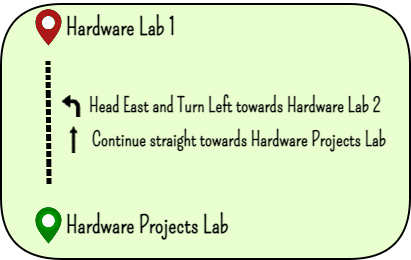 Hardware Lab 1
Head East and Turn Left towards Hardware Lab 2
Continue straight towards Hardware Projects Lab
Hardware Projects Lab